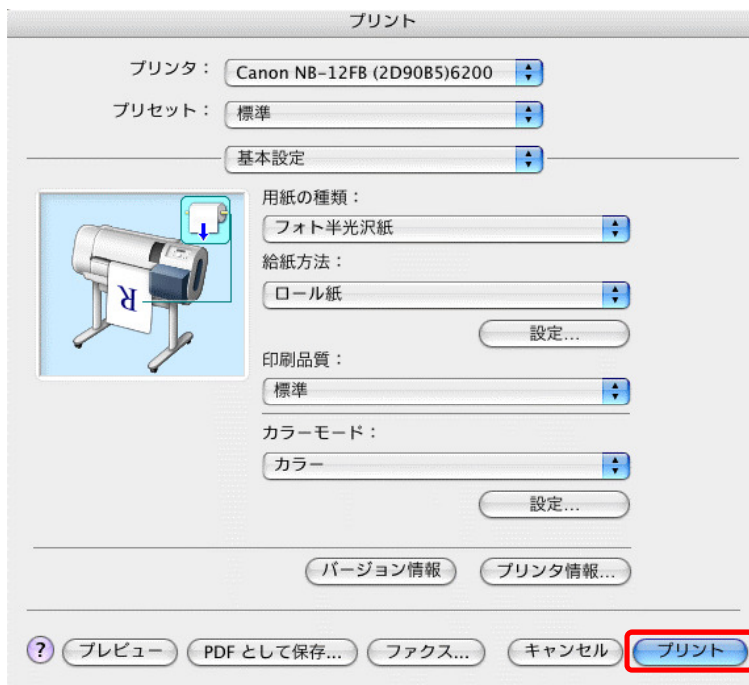 プリント
プリンタ： Canon NB-12FB (2D90B5)6200
プリセット： 標準
基本設定
用紙の種類：
フォト半光沢紙
給紙方法：
ロール紙
設定...
印刷品質：
標準
カラーモード：
カラー
設定...
バージョン情報 プリンタ情報...
? プレビュー PDF として保存... ファクス... キャンセル プリント
R